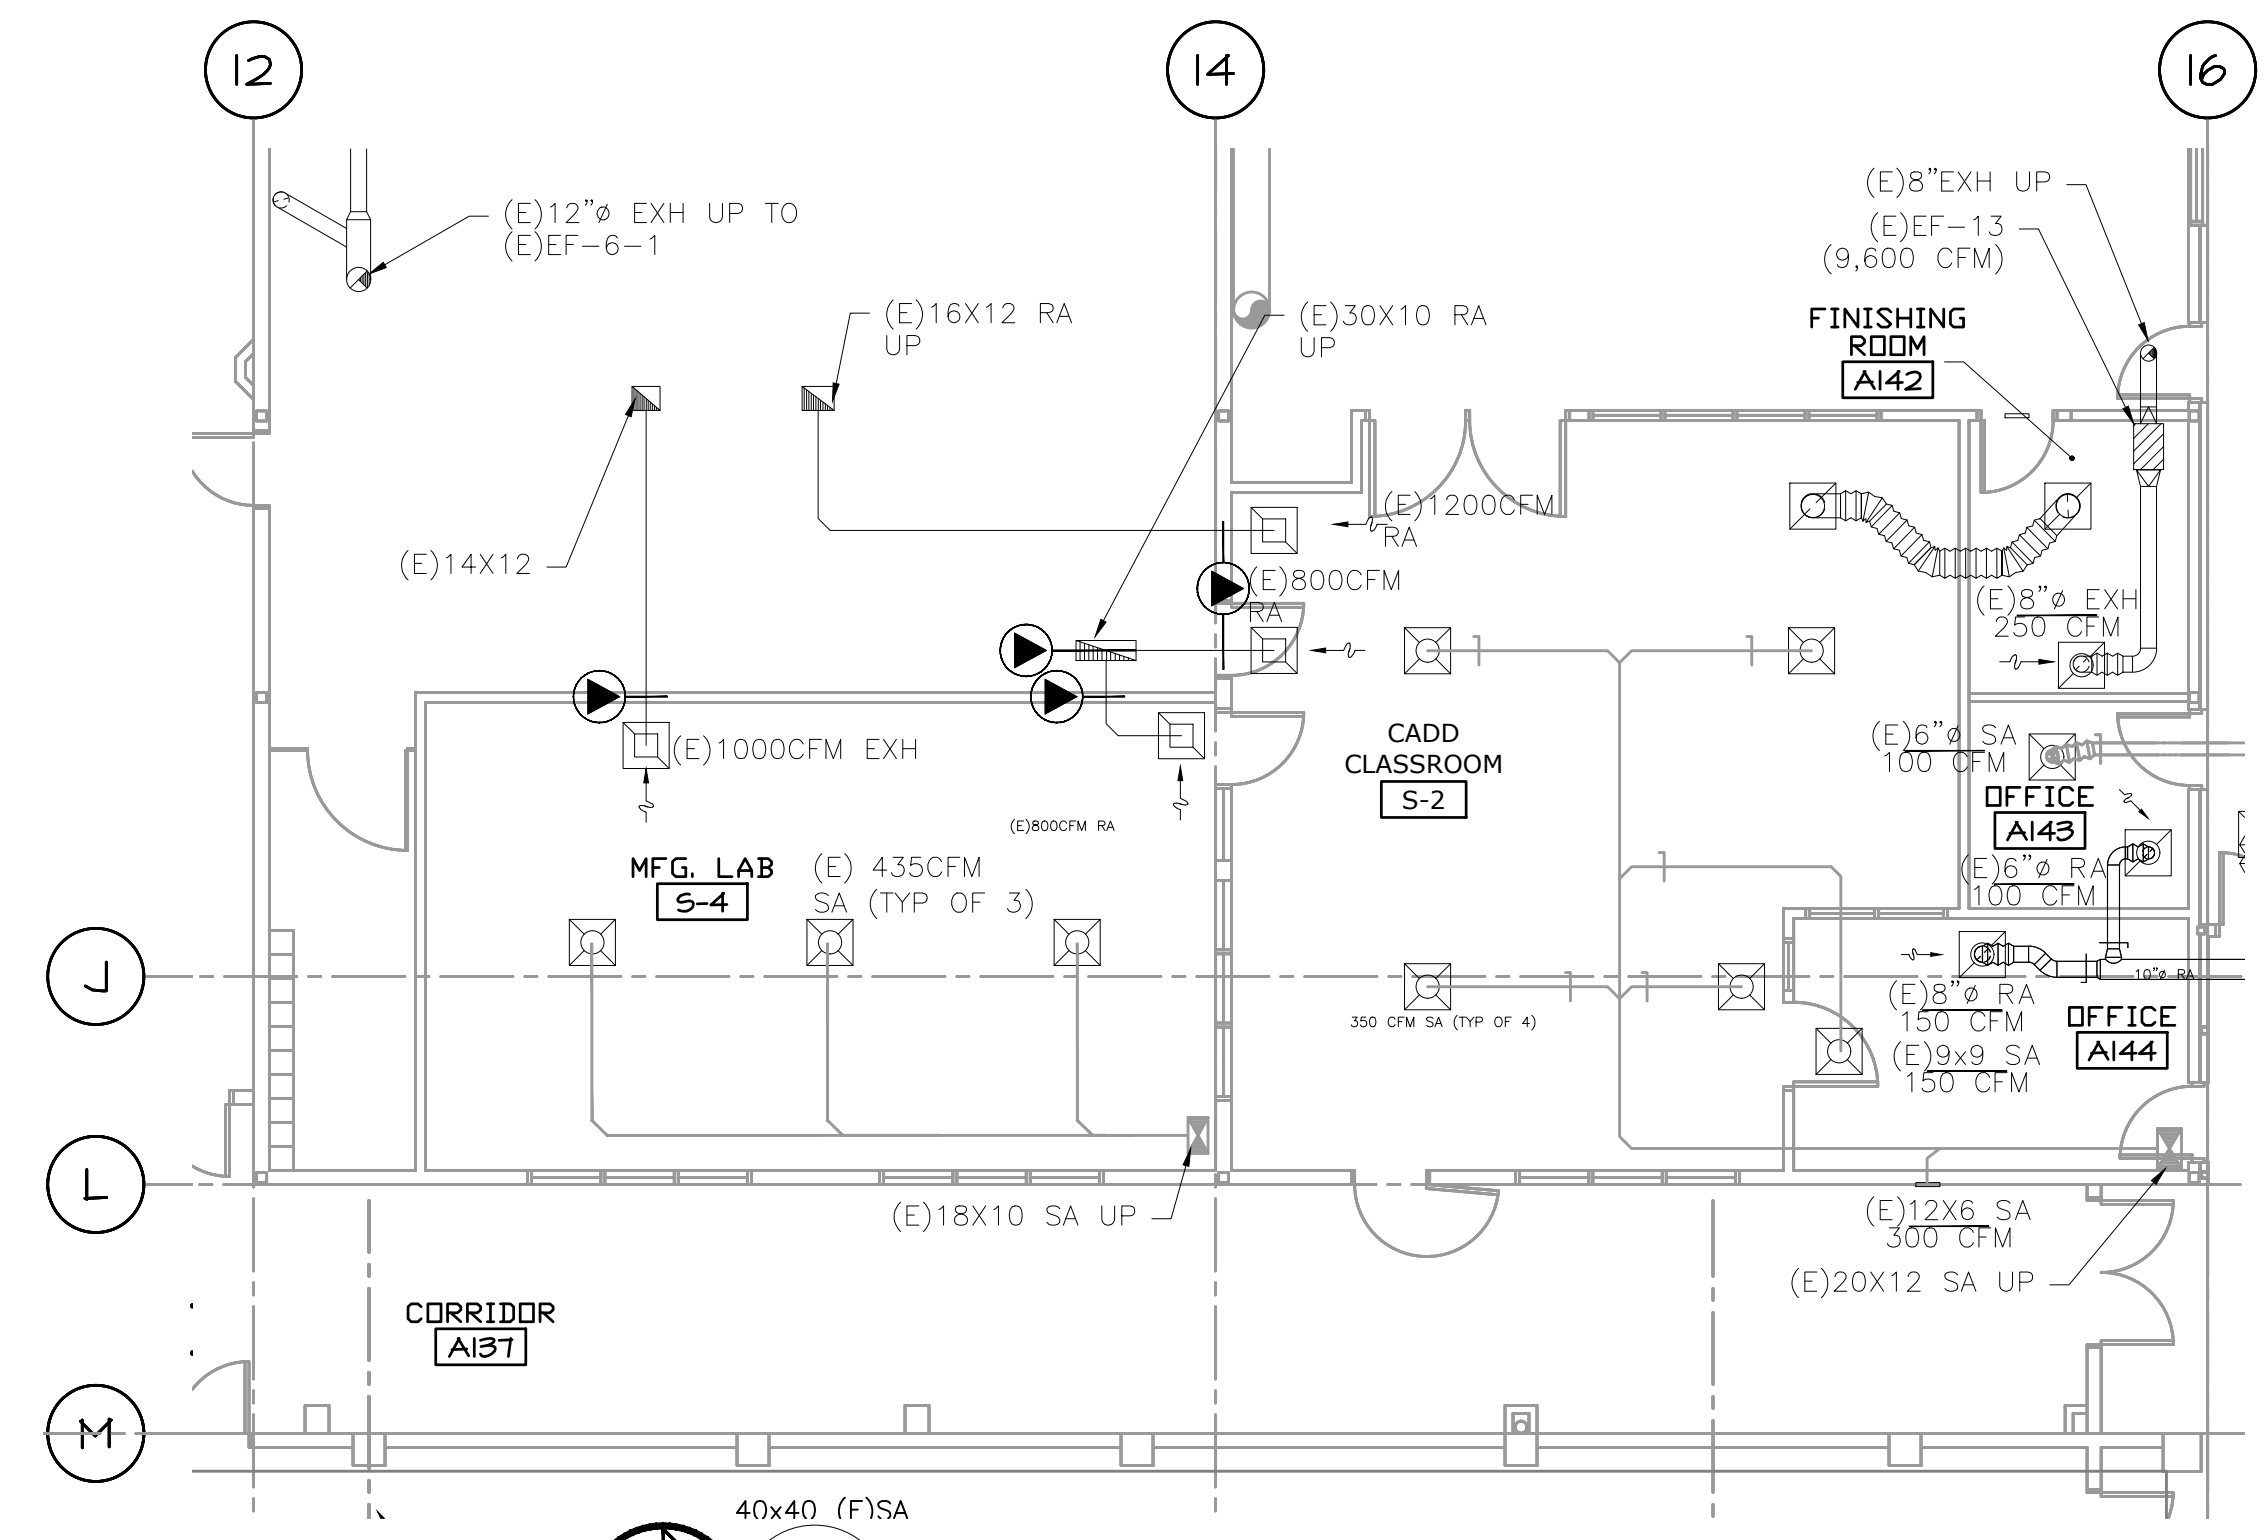 12
14
16
(E)12"ø EXH UP TO
(E)EF-6-1
(E)8"EXH UP
(E)EF-13
(9,600 CFM)
(E)16X12 RA
UP
(E)30X10 RA
UP
FINISHING
ROOM
A142
(E)1200CFM
RA
(E)14X12
(E)800CFM
RA
(E)8"ø EXH
250 CFM
(E)1000CFM EXH
CADD
CLASSROOM
S-2
(E)6"ø SA
100 CFM
OFFICE
A143
(E)800CFM RA
MFG. LAB
S-4
(E) 435CFM
SA (TYP OF 3)
(E)6"ø RA
100 CFM
J
10"ø RA
350 CFM SA (TYP OF 4)
(E)8"ø RA
150 CFM
OFFICE
A144
(E)9x9 SA
150 CFM
L
(E)18X10 SA UP
(E)12X6 SA
300 CFM
(E)20X12 SA UP
CORRIDOR
A137
M
40x40 (E)SA